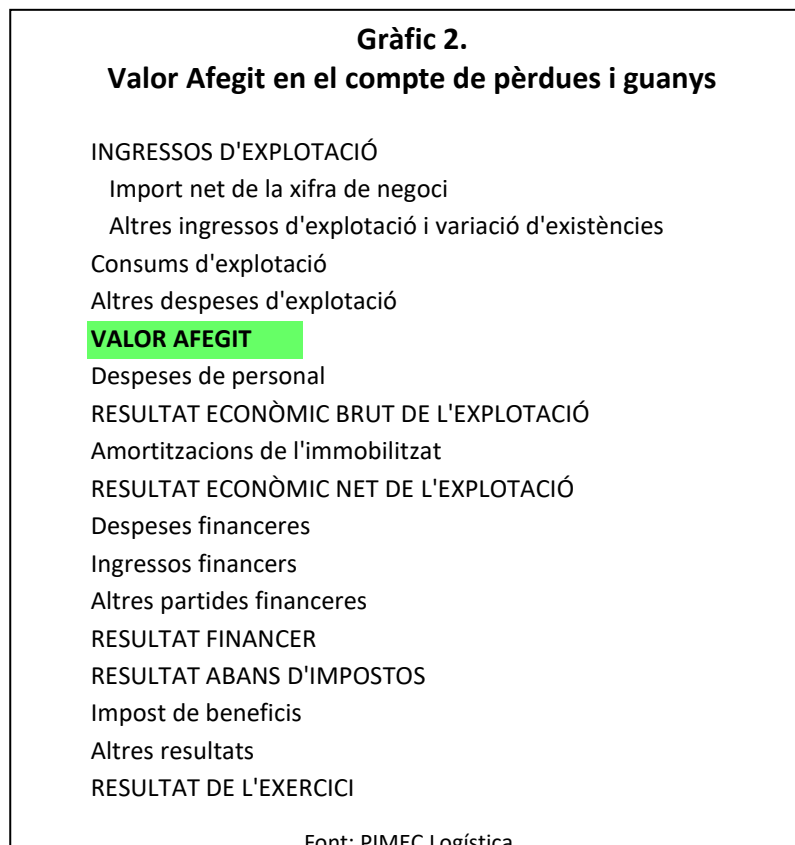 Gràfic 2.
Valor Afegit en el compte de pèrdues i guanys
INGRESSOS D'EXPLOTACIÓ
Import net de la xifra de negoci
Altres ingressos d'explotació i variació d'existències
Consums d'explotació
Altres despeses d'explotació
VALOR AFEGIT
Despeses de personal
RESULTAT ECONÒMIC BRUT DE L'EXPLOTACIÓ
Amortitzacions de l'immobilitzat
RESULTAT ECONÒMIC NET DE L'EXPLOTACIÓ
Despeses financeres
Ingressos financers
Altres partides financeres
RESULTAT FINANCER
RESULTAT ABANS D'IMPOSTOS
Impost de beneficis
Altres resultats
RESULTAT DE L'EXERCICI
Font: PIMEC Logística